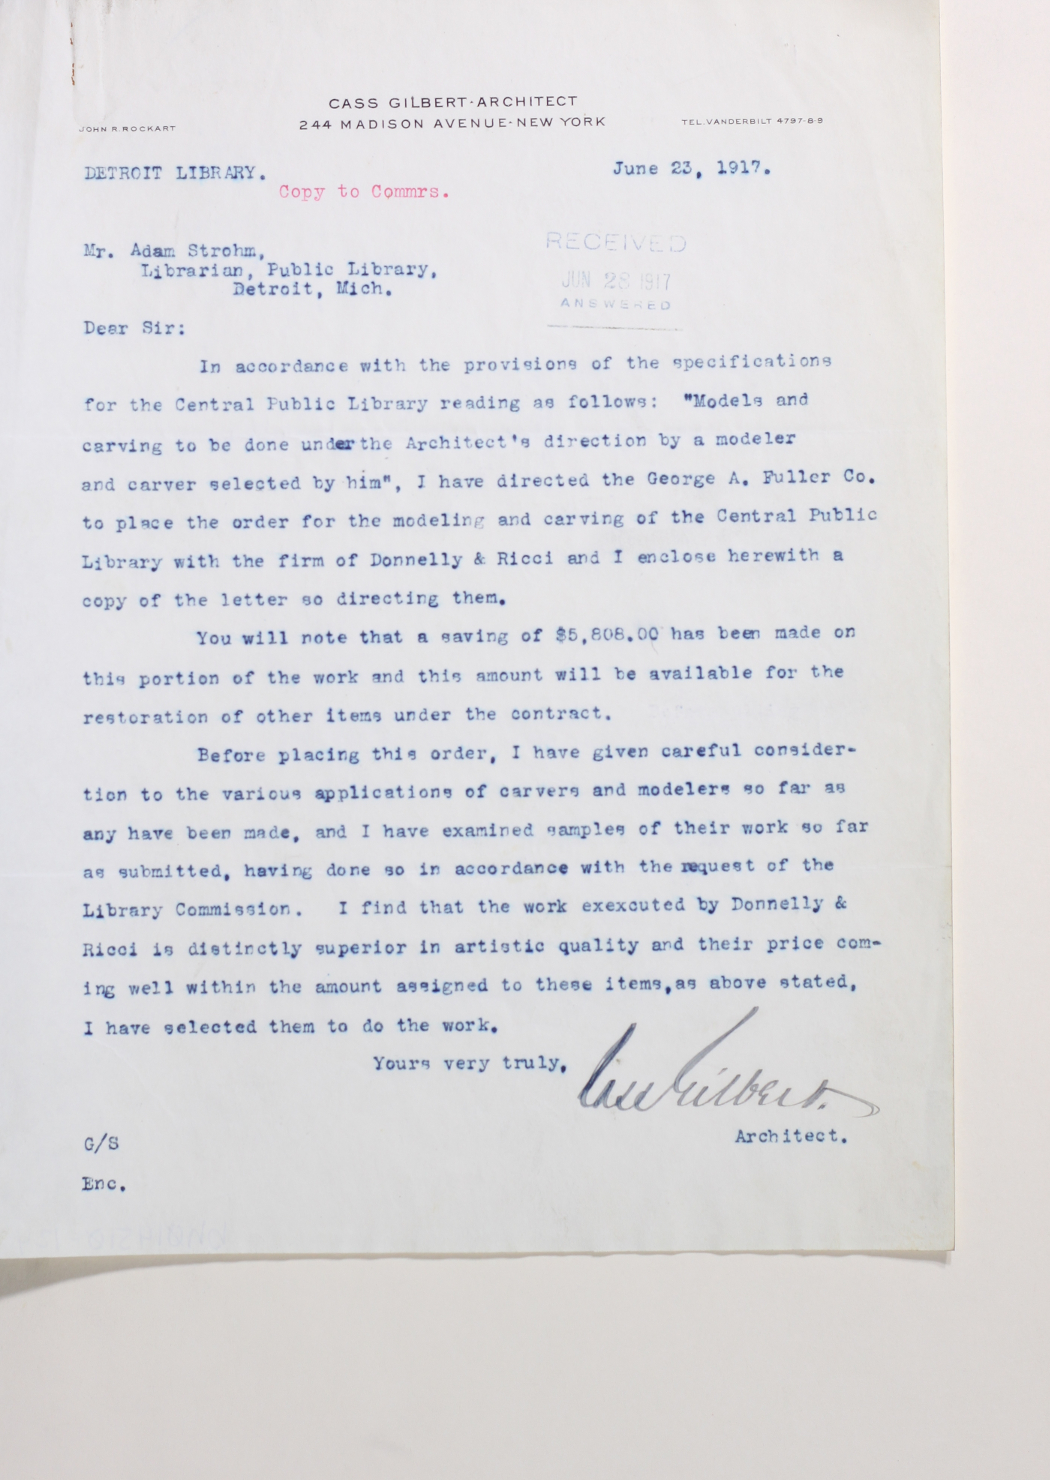 CASS GILBERT·ARCHITECT
244 MADISON AVENUE·NEW YORK
JOHN R. ROCKART
TEL. VANDERBILT 4797-8-9
DETROIT LIBRARY.
June 23, 1917.
Copy to Commrs.
RECEIVED
JUN 28 1917
ANSWERED
Mr. Adam Strohm,
Librarian, Public Library,
Detroit, Mich.
Dear Sir:
In accordance with the provisions of the specifications
for the Central Public Library reading as follows: "Models and
carving to be done under the Architect's direction by a modeler
and carver selected by him", I have directed the George A. Fuller Co.
to place the order for the modeling and carving of the Central Public
Library with the firm of Donnelly & Ricci and I enclose herewith a
copy of the letter so directing them.
You will note that a saving of $5,808.00 has been made on
this portion of the work and this amount will be available for the
restoration of other items under the contract.
Before placing this order, I have given careful consider-
tion to the various applications of carvers and modelers so far as
any have been made, and I have examined samples of their work so far
as submitted, having done so in accordance with the request of the
Library Commission. I find that the work exexcuted by Donnelly &
Ricci is distinctly superior in artistic quality and their price com-
ing well within the amount assigned to these items,as above stated,
I have selected them to do the work.
Yours very truly,
Cass Gilbert.
Architect.
G/S
Enc.